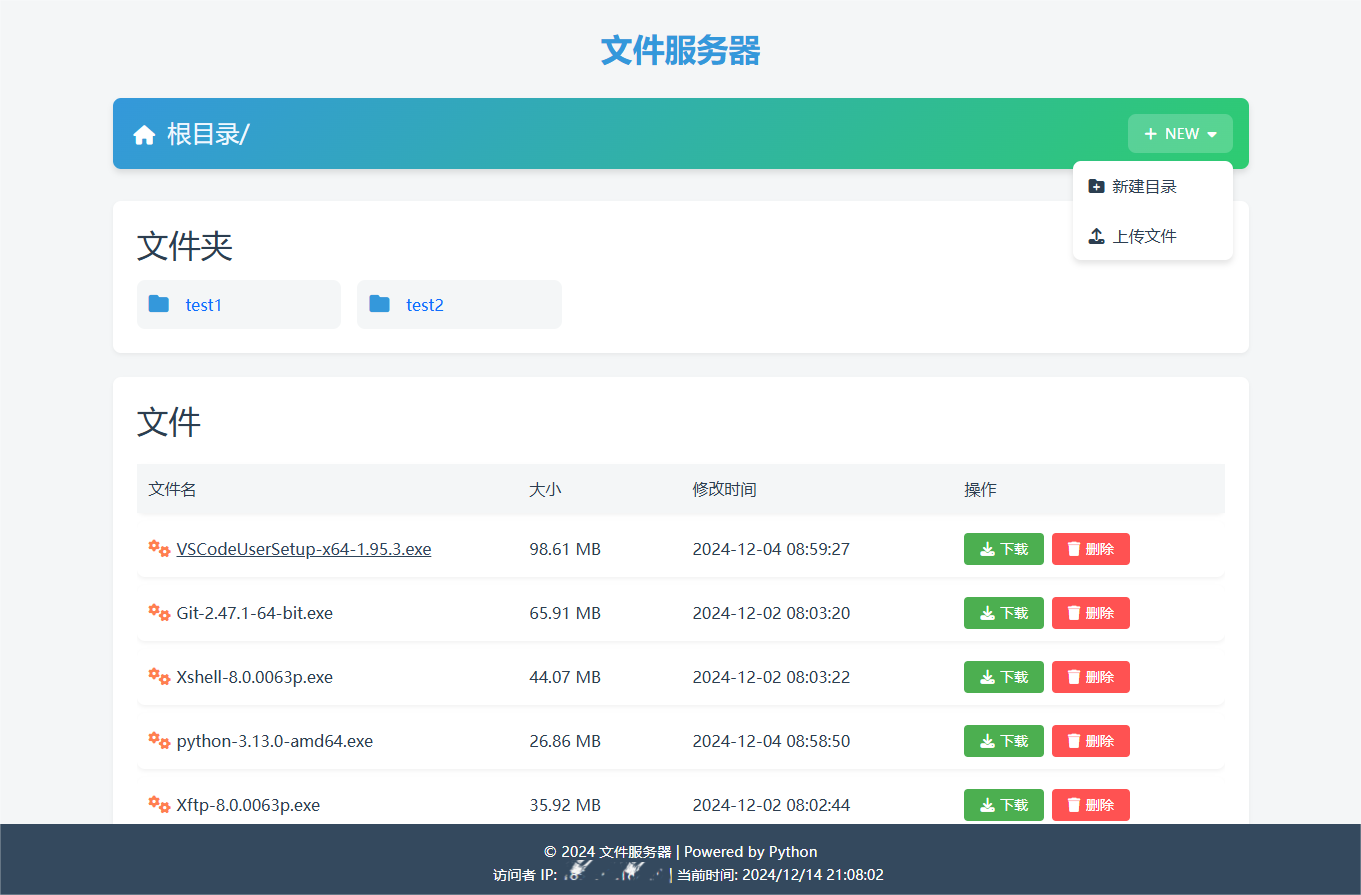 文件服务器
根目录/
NEW
新建目录
上传文件
文件夹
test1 test2
文件
文件名 大小 修改时间 操作
VSCodeUserSetup-x64-1.95.3.exe 98.61 MB 2024-12-04 08:59:27 下载 删除
Git-2.47.1-64-bit.exe 65.91 MB 2024-12-02 08:03:20 下载 删除
Xshell-8.0.0063p.exe 44.07 MB 2024-12-02 08:03:22 下载 删除
python-3.13.0-amd64.exe 26.86 MB 2024-12-04 08:58:50 下载 删除
Xftp-8.0.0063p.exe 35.92 MB 2024-12-02 08:02:44 下载 删除
© 2024 文件服务器 | Powered by Python
访问者 IP: | 当前时间: 2024/12/14 21:08:02